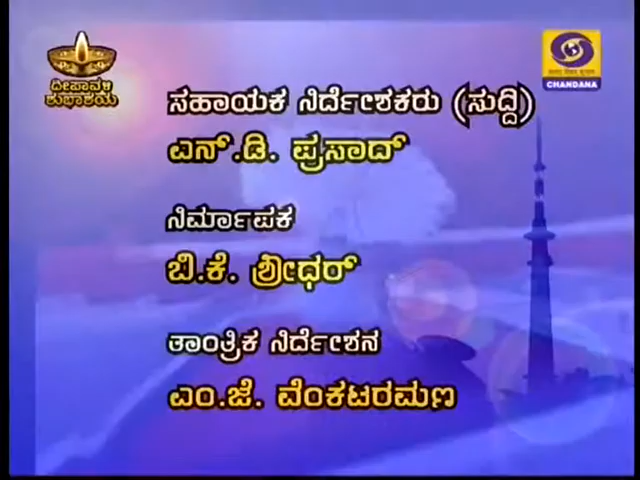 ದೀಪಾವಳಿ
ಶುಭಾಶಯ
CHANDANA
ಸಹಾಯಕ ನಿರ್ದೇಶಕರು (ಸುದ್ದಿ)
ಎನ್.ಡಿ. ಪ್ರಸಾದ್
ನಿರ್ಮಾಪಕ
ಬಿ.ಕೆ. ಶ್ರೀಧರ್
ತಾಂತ್ರಿಕ ನಿರ್ದೇಶನ
ಎಂ.ಜೆ. ವೆಂಕಟರಮಣ